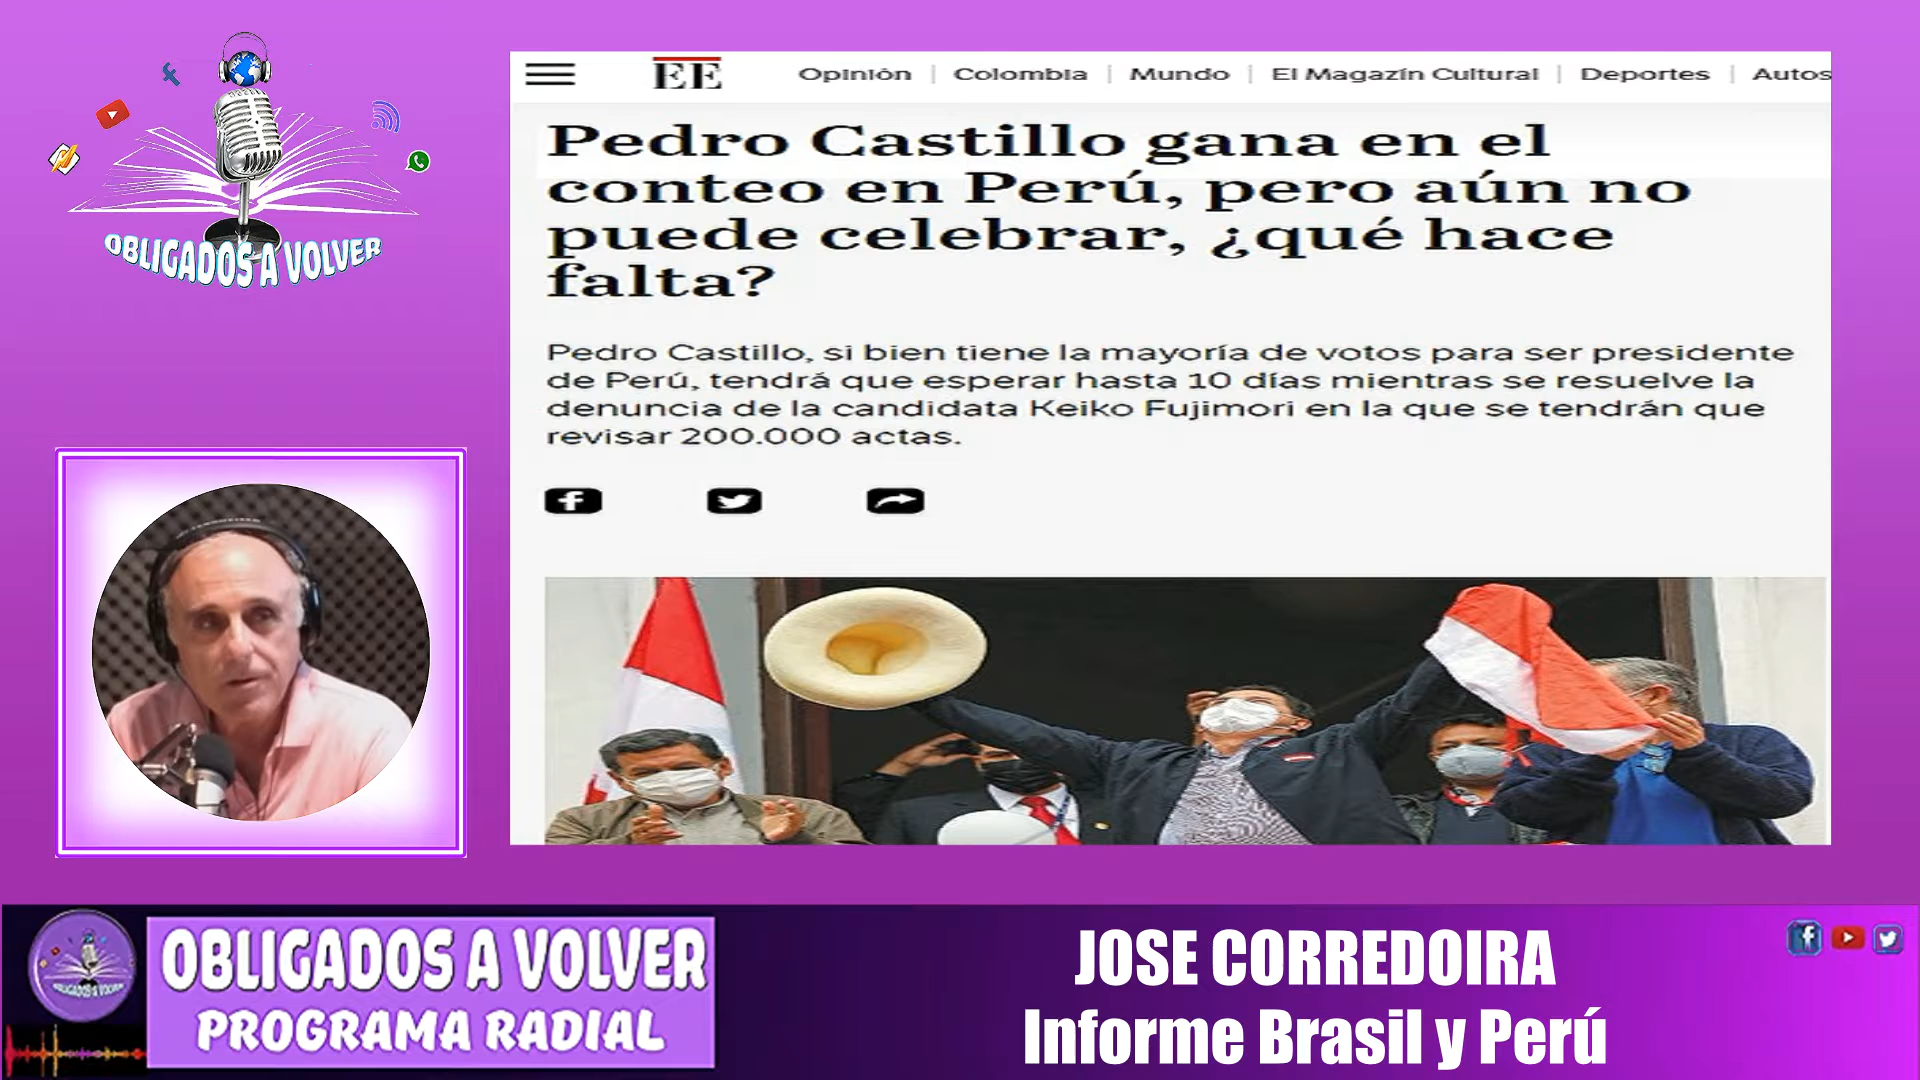 OBLIGADOS A VOLVER
EE
Opinión | Colombia | Mundo | El Magazín Cultural | Deportes | Autos
Pedro Castillo gana en el
conteo en Perú, pero aún no
puede celebrar, ¿qué hace
falta?
Pedro Castillo, si bien tiene la mayoría de votos para ser presidente
de Perú, tendrá que esperar hasta 10 días mientras se resuelve la
denuncia de la candidata Keiko Fujimori en la que se tendrán que
revisar 200.000 actas.
OBLIGADOS A VOLVER
OBLIGADOS A VOLVER
PROGRAMA RADIAL
JOSE CORREDOIRA
Informe Brasil y Perú